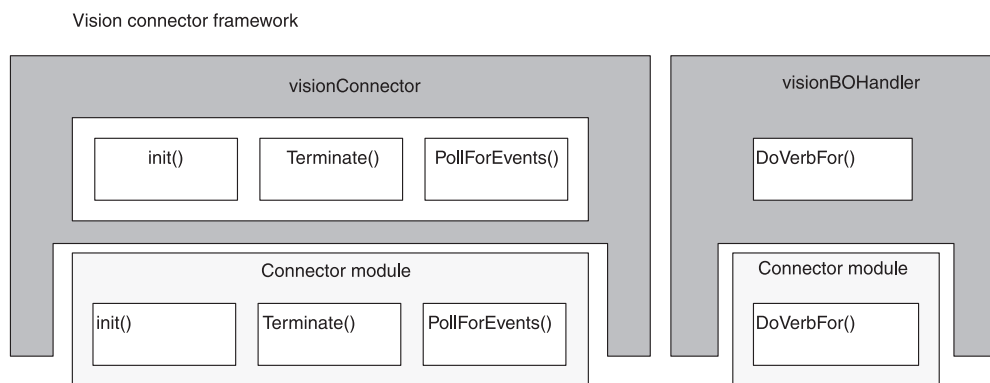 Vision connector framework
visionConnector
visionBOHandler
init()
Terminate()
PollForEvents()
DoVerbFor()
Connector module
Connector module
init()
Terminate()
PollForEvents()
DoVerbFor()